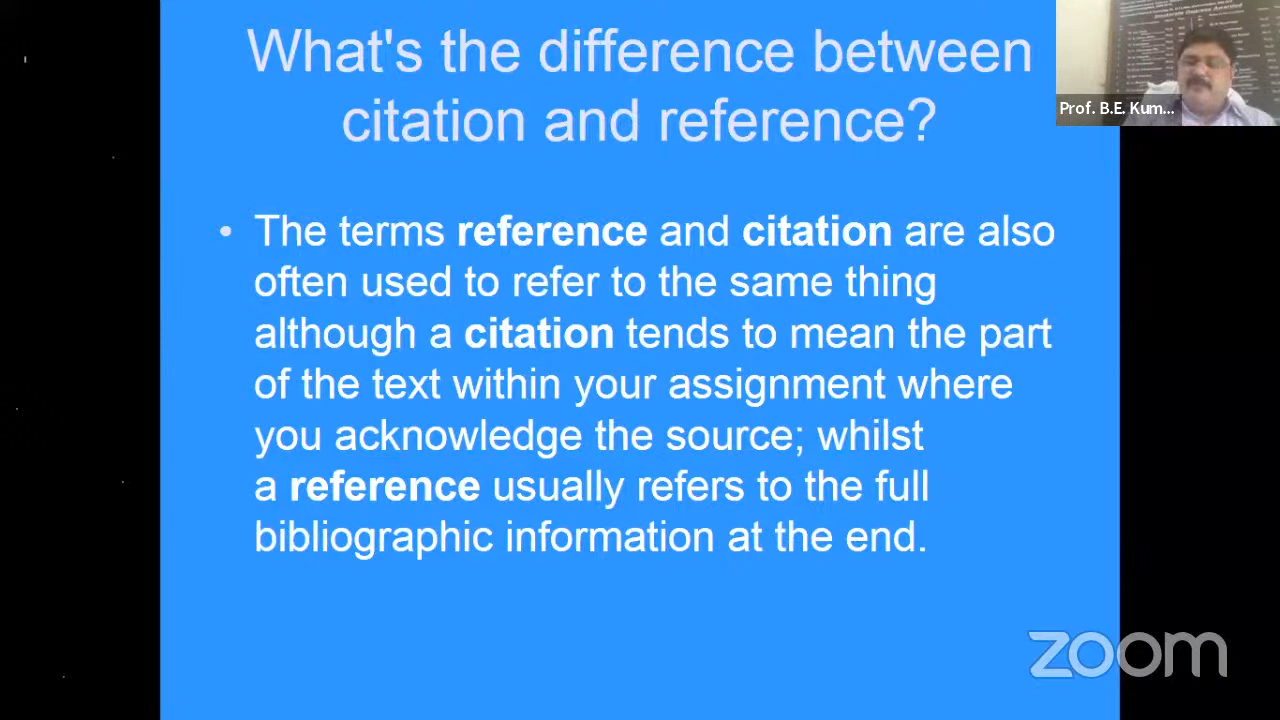 What's the difference between
citation and reference?
• The terms reference and citation are also
often used to refer to the same thing
although a citation tends to mean the part
of the text within your assignment where
you acknowledge the source; whilst
a reference usually refers to the full
bibliographic information at the end.
Prof. B.E. Kum...
zoom